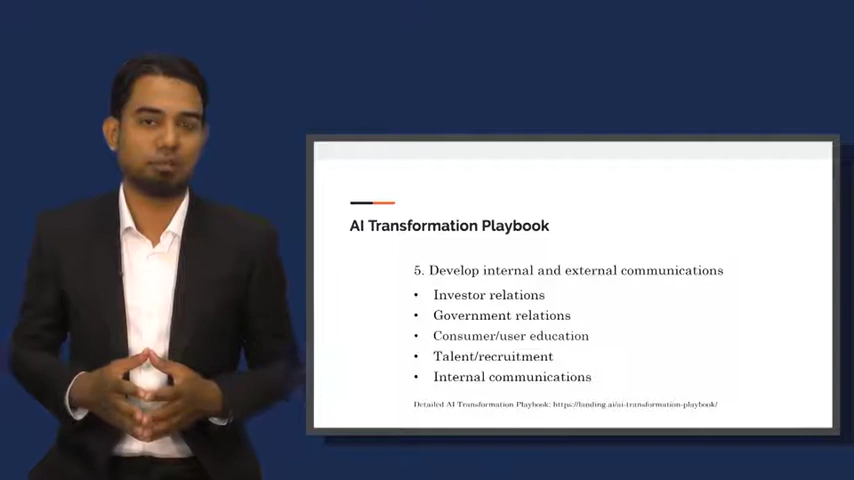 AI Transformation Playbook
5. Develop internal and external communications
• Investor relations
• Government relations
• Consumer/user education
• Talent/recruitment
• Internal communications
Detailed AI Transformation Playbook: https://landing.ai/ai-transformation-playbook/